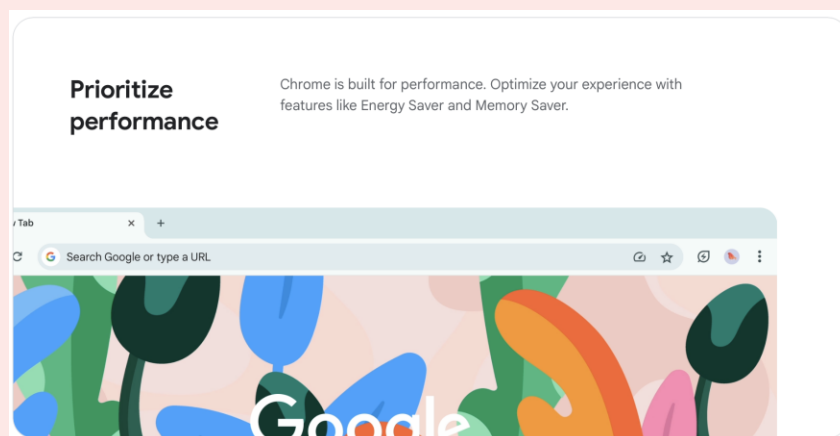 Prioritize
performance
Chrome is built for performance. Optimize your experience with
features like Energy Saver and Memory Saver.
Tab
Search Google or type a URL
Google